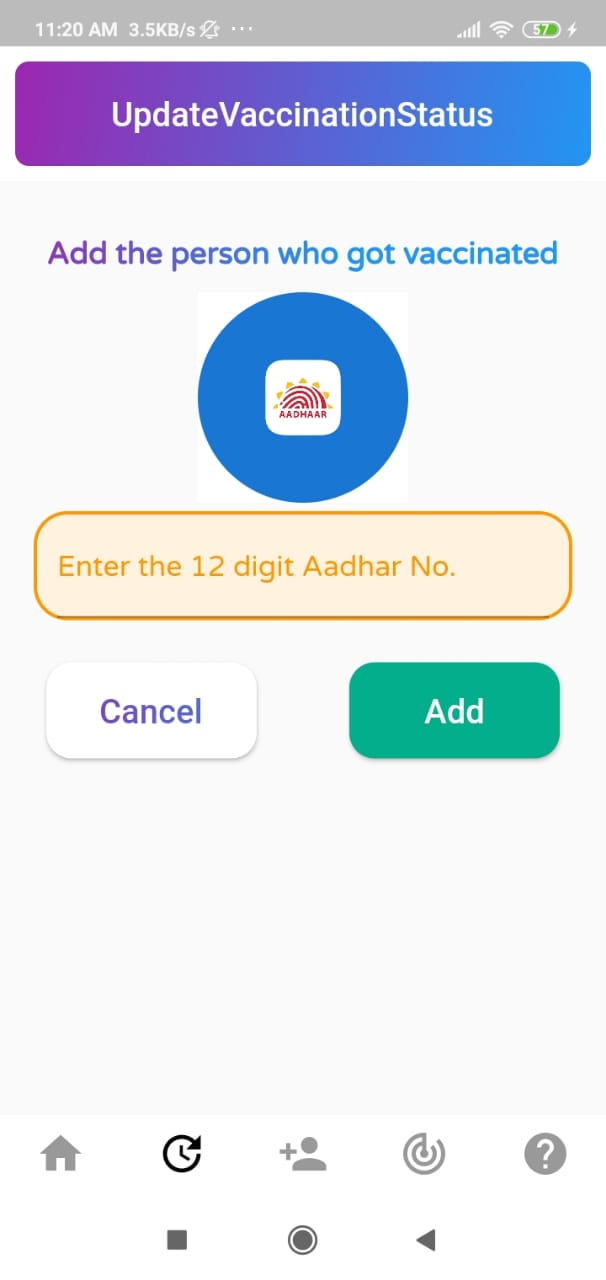 11:20 AM 3.5KB/s ... 57
UpdateVaccinationStatus
Add the person who got vaccinated
AADHAAR
Enter the 12 digit Aadhar No.
Cancel
Add
?